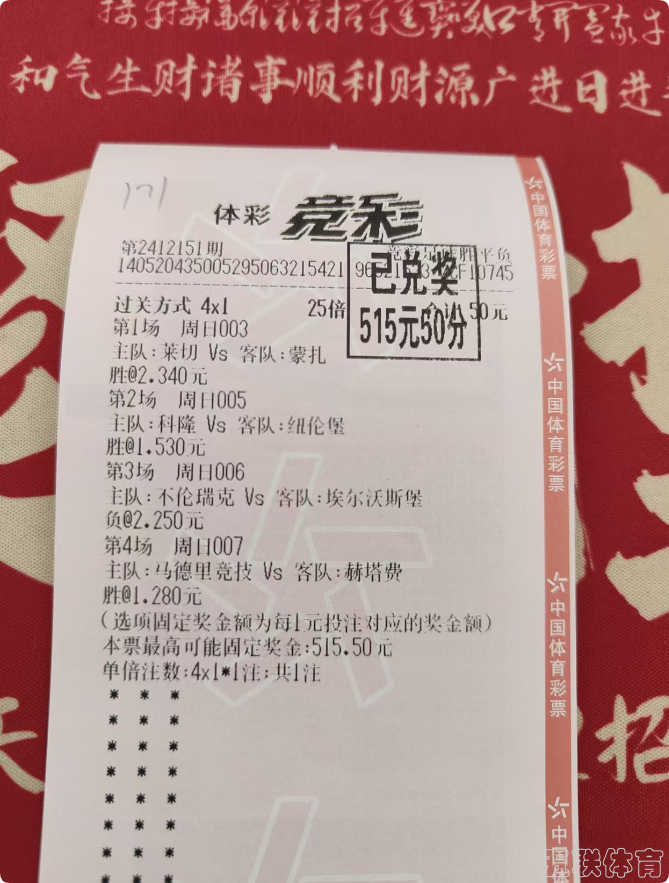 和气生财诸事顺利财源广进日进
171
体彩 竞彩
第2412151期
已兑奖
515元50分
过关方式 4x1 25倍 合计 50元
第1场 周日003
主队:莱切 Vs 客队:蒙扎
胜@2.340元
第2场 周日005
主队:科隆 Vs 客队:纽伦堡
胜@1.530元
第3场 周日006
主队:不伦瑞克 Vs 客队:埃尔沃斯堡
负@2.250元
第4场 周日007
主队:马德里竞技 Vs 客队:赫塔费
胜@1.280元
(选项固定奖金额为每1元投注对应的奖金额)
本票最高可能固定奖金:515.50元
单倍注数:4x1*1注;共1注
* * *
* * *
* * *
* * *
* * *
* * *
* * *
* * *
中国体育彩票
中国体育彩票
中国体育彩票
中国体
招
联体育